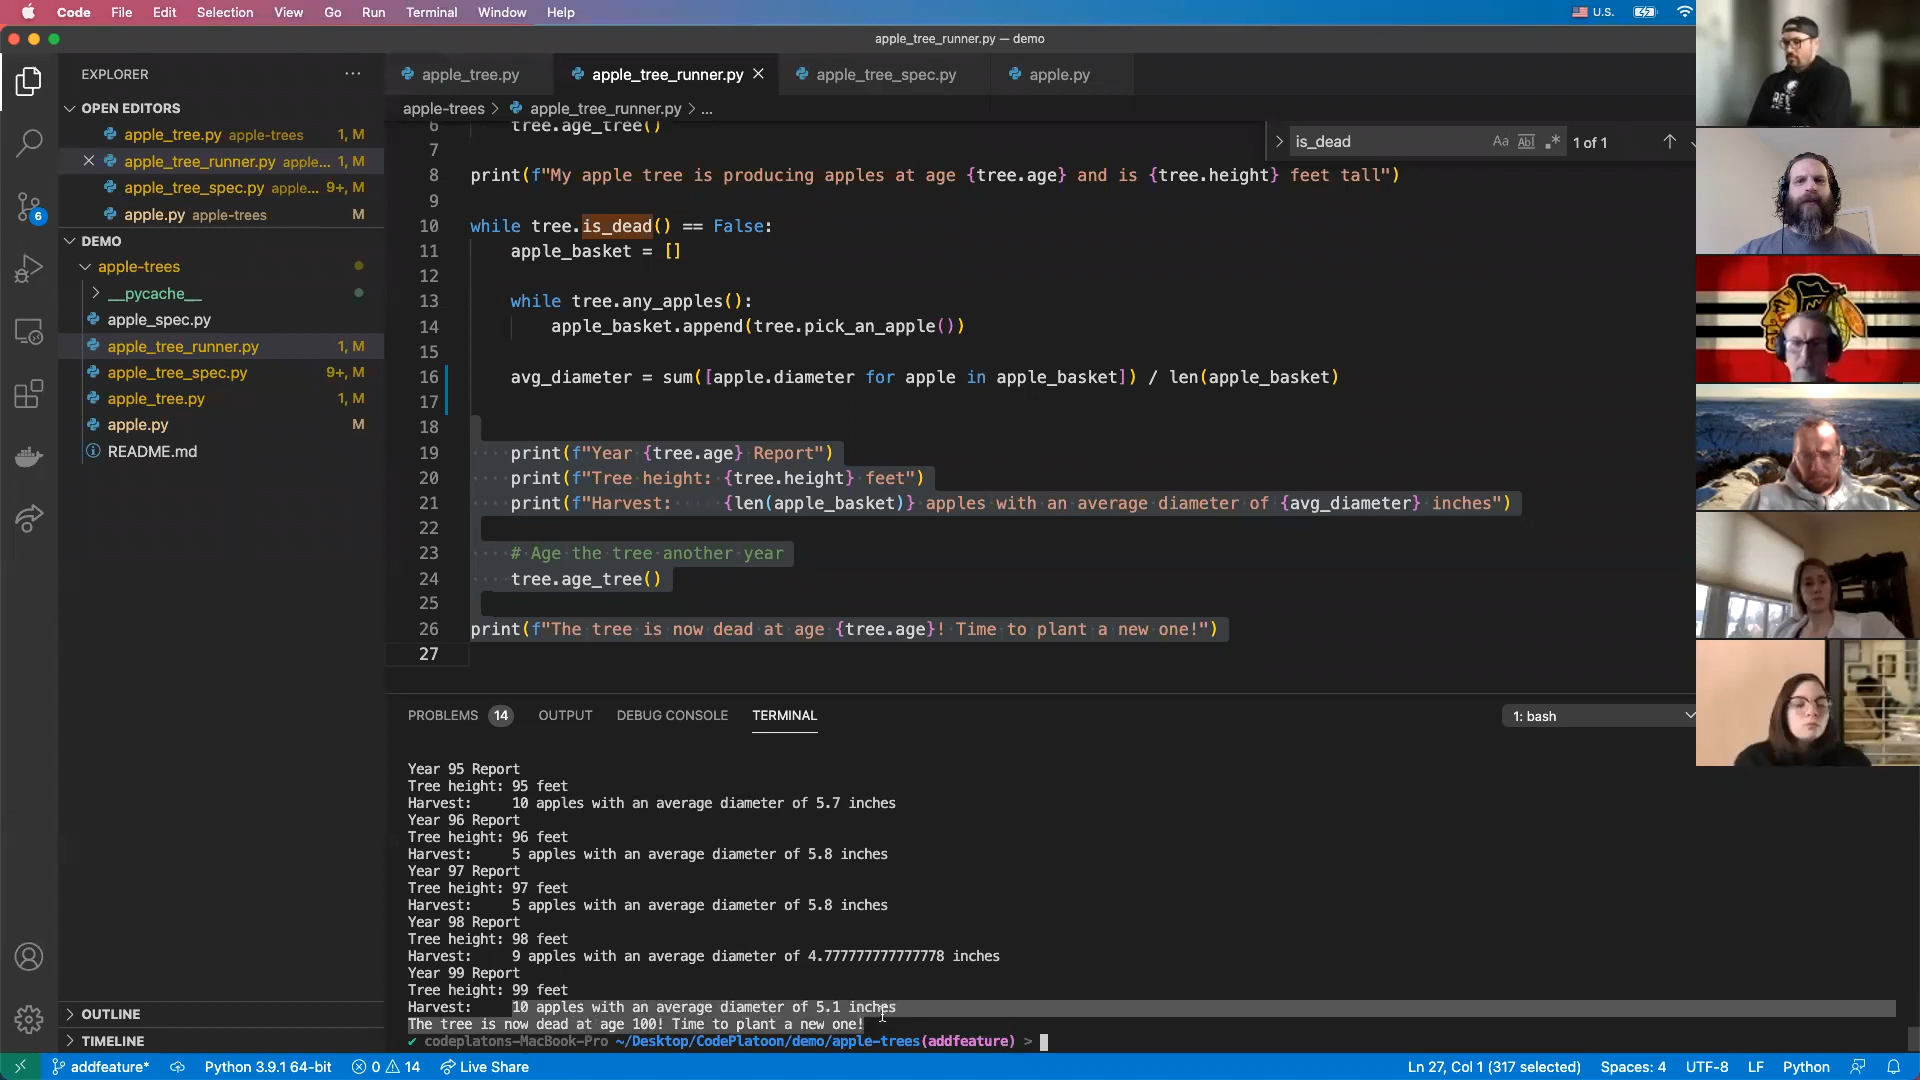 Code File Edit Selection View Go Run Terminal Window Help U.S.
apple_tree_runner.py — demo
EXPLORER
OPEN EDITORS
apple_tree.py apple-trees 1, M
apple_tree_runner.py apple... 1, M
apple_tree_spec.py apple... 9+, M
apple.py apple-trees M
DEMO
apple-trees
__pycache__
apple_spec.py
apple_tree_runner.py 1, M
apple_tree_spec.py 9+, M
apple_tree.py 1, M
apple.py M
README.md
OUTLINE
TIMELINE
6
apple_tree.py apple_tree_runner.py apple_tree_spec.py apple.py
apple-trees > apple_tree_runner.py > ...
is_dead Aa Abl .* 1 of 1
6 tree.age_tree()
7
8 print(f"My apple tree is producing apples at age {tree.age} and is {tree.height} feet tall")
9
10 while tree.is_dead() == False:
11 apple_basket = []
12
13 while tree.any_apples():
14 apple_basket.append(tree.pick_an_apple())
15
16 avg_diameter = sum([apple.diameter for apple in apple_basket]) / len(apple_basket)
17
18
19 print(f"Year {tree.age} Report")
20 print(f"Tree height: {tree.height} feet")
21 print(f"Harvest:     {len(apple_basket)} apples with an average diameter of {avg_diameter} inches")
22
23 # Age the tree another year
24 tree.age_tree()
25
26 print(f"The tree is now dead at age {tree.age}! Time to plant a new one!")
27
PROBLEMS 14 OUTPUT DEBUG CONSOLE TERMINAL 1: bash
Year 95 Report
Tree height: 95 feet
Harvest:     10 apples with an average diameter of 5.7 inches
Year 96 Report
Tree height: 96 feet
Harvest:     5 apples with an average diameter of 5.8 inches
Year 97 Report
Tree height: 97 feet
Harvest:     5 apples with an average diameter of 5.8 inches
Year 98 Report
Tree height: 98 feet
Harvest:     9 apples with an average diameter of 4.777777777777778 inches
Year 99 Report
Tree height: 99 feet
Harvest:     10 apples with an average diameter of 5.1 inches
The tree is now dead at age 100! Time to plant a new one!
✔ codeplatons-MacBook-Pro ~/Desktop/CodePlatoon/demo/apple-trees(addfeature) >
addfeature* Python 3.9.1 64-bit 0 14 Live Share Ln 27, Col 1 (317 selected) Spaces: 4 UTF-8 LF Python